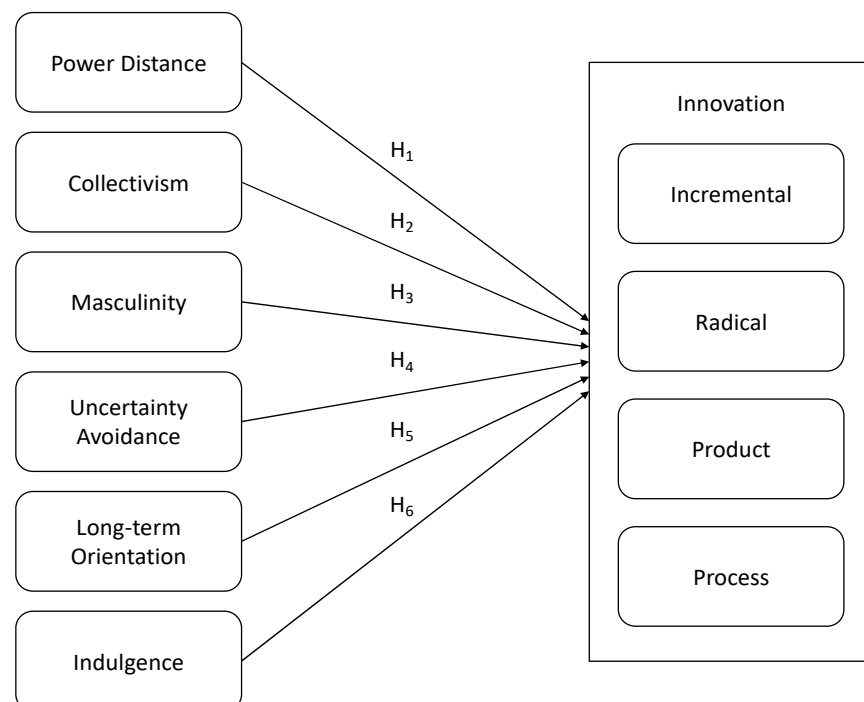 Power Distance
Collectivism
Masculinity
Uncertainty
Avoidance
Long-term
Orientation
Indulgence
H₁
H₂
H₃
H₄
H₅
H₆
Innovation
Incremental
Radical
Product
Process